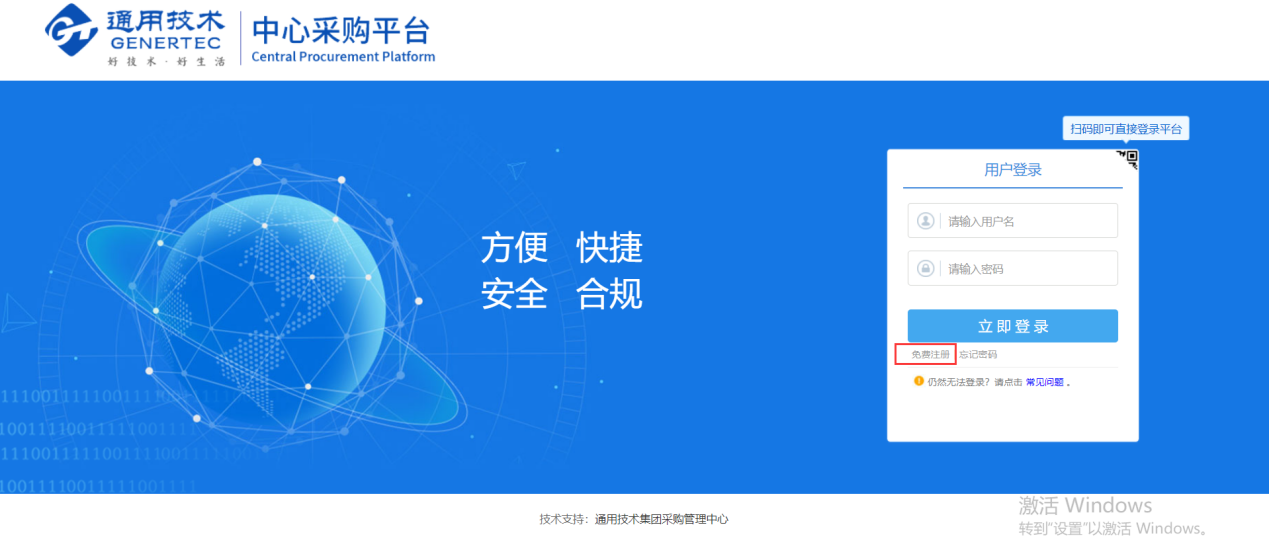 通用技术
GENERTEC
好技术·好生活
中心采购平台
Central Procurement Platform
扫码即可直接登录平台
用户登录
请输入用户名
请输入密码
立即登录
免费注册 忘记密码
仍然无法登录？请点击 常见问题 。
方便 快捷
安全 合规
技术支持：通用技术集团采购管理中心
激活 Windows
转到"设置"以激活 Windows。